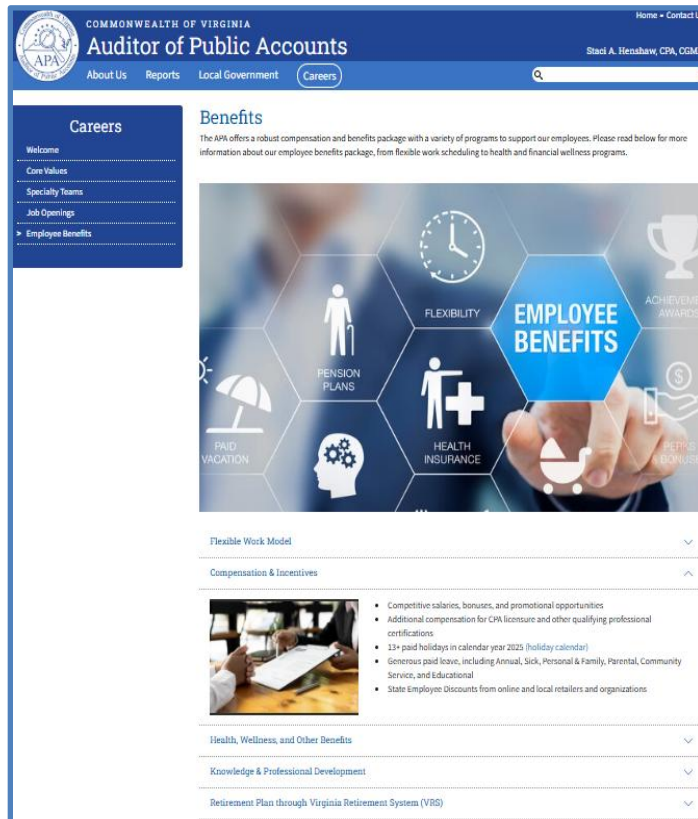 Home • Contact U
COMMONWEALTH OF VIRGINIA
Auditor of Public Accounts
Staci A. Henshaw, CPA, CGM
APA
About Us Reports Local Government Careers
Careers
Welcome
Core Values
Specialty Teams
Job Openings
> Employee Benefits
Benefits
The APA offers a robust compensation and benefits package with a variety of programs to support our employees. Please read below for more
information about our employee benefits package, from flexible work scheduling to health and financial wellness programs.
FLEXIBILITY
EMPLOYEE
BENEFITS
ACHIEVEME
AWARDS
PENSION
PLANS
PAID
VACATION
HEALTH
INSURANCE
PERKS
& BONUS
Flexible Work Model
Compensation & Incentives
• Competitive salaries, bonuses, and promotional opportunities
• Additional compensation for CPA licensure and other qualifying professional
certifications
• 13+ paid holidays in calendar year 2025 (holiday calendar)
• Generous paid leave, including Annual, Sick, Personal & Family, Parental, Community
Service, and Educational
• State Employee Discounts from online and local retailers and organizations
Health, Wellness, and Other Benefits
Knowledge & Professional Development
Retirement Plan through Virginia Retirement System (VRS)